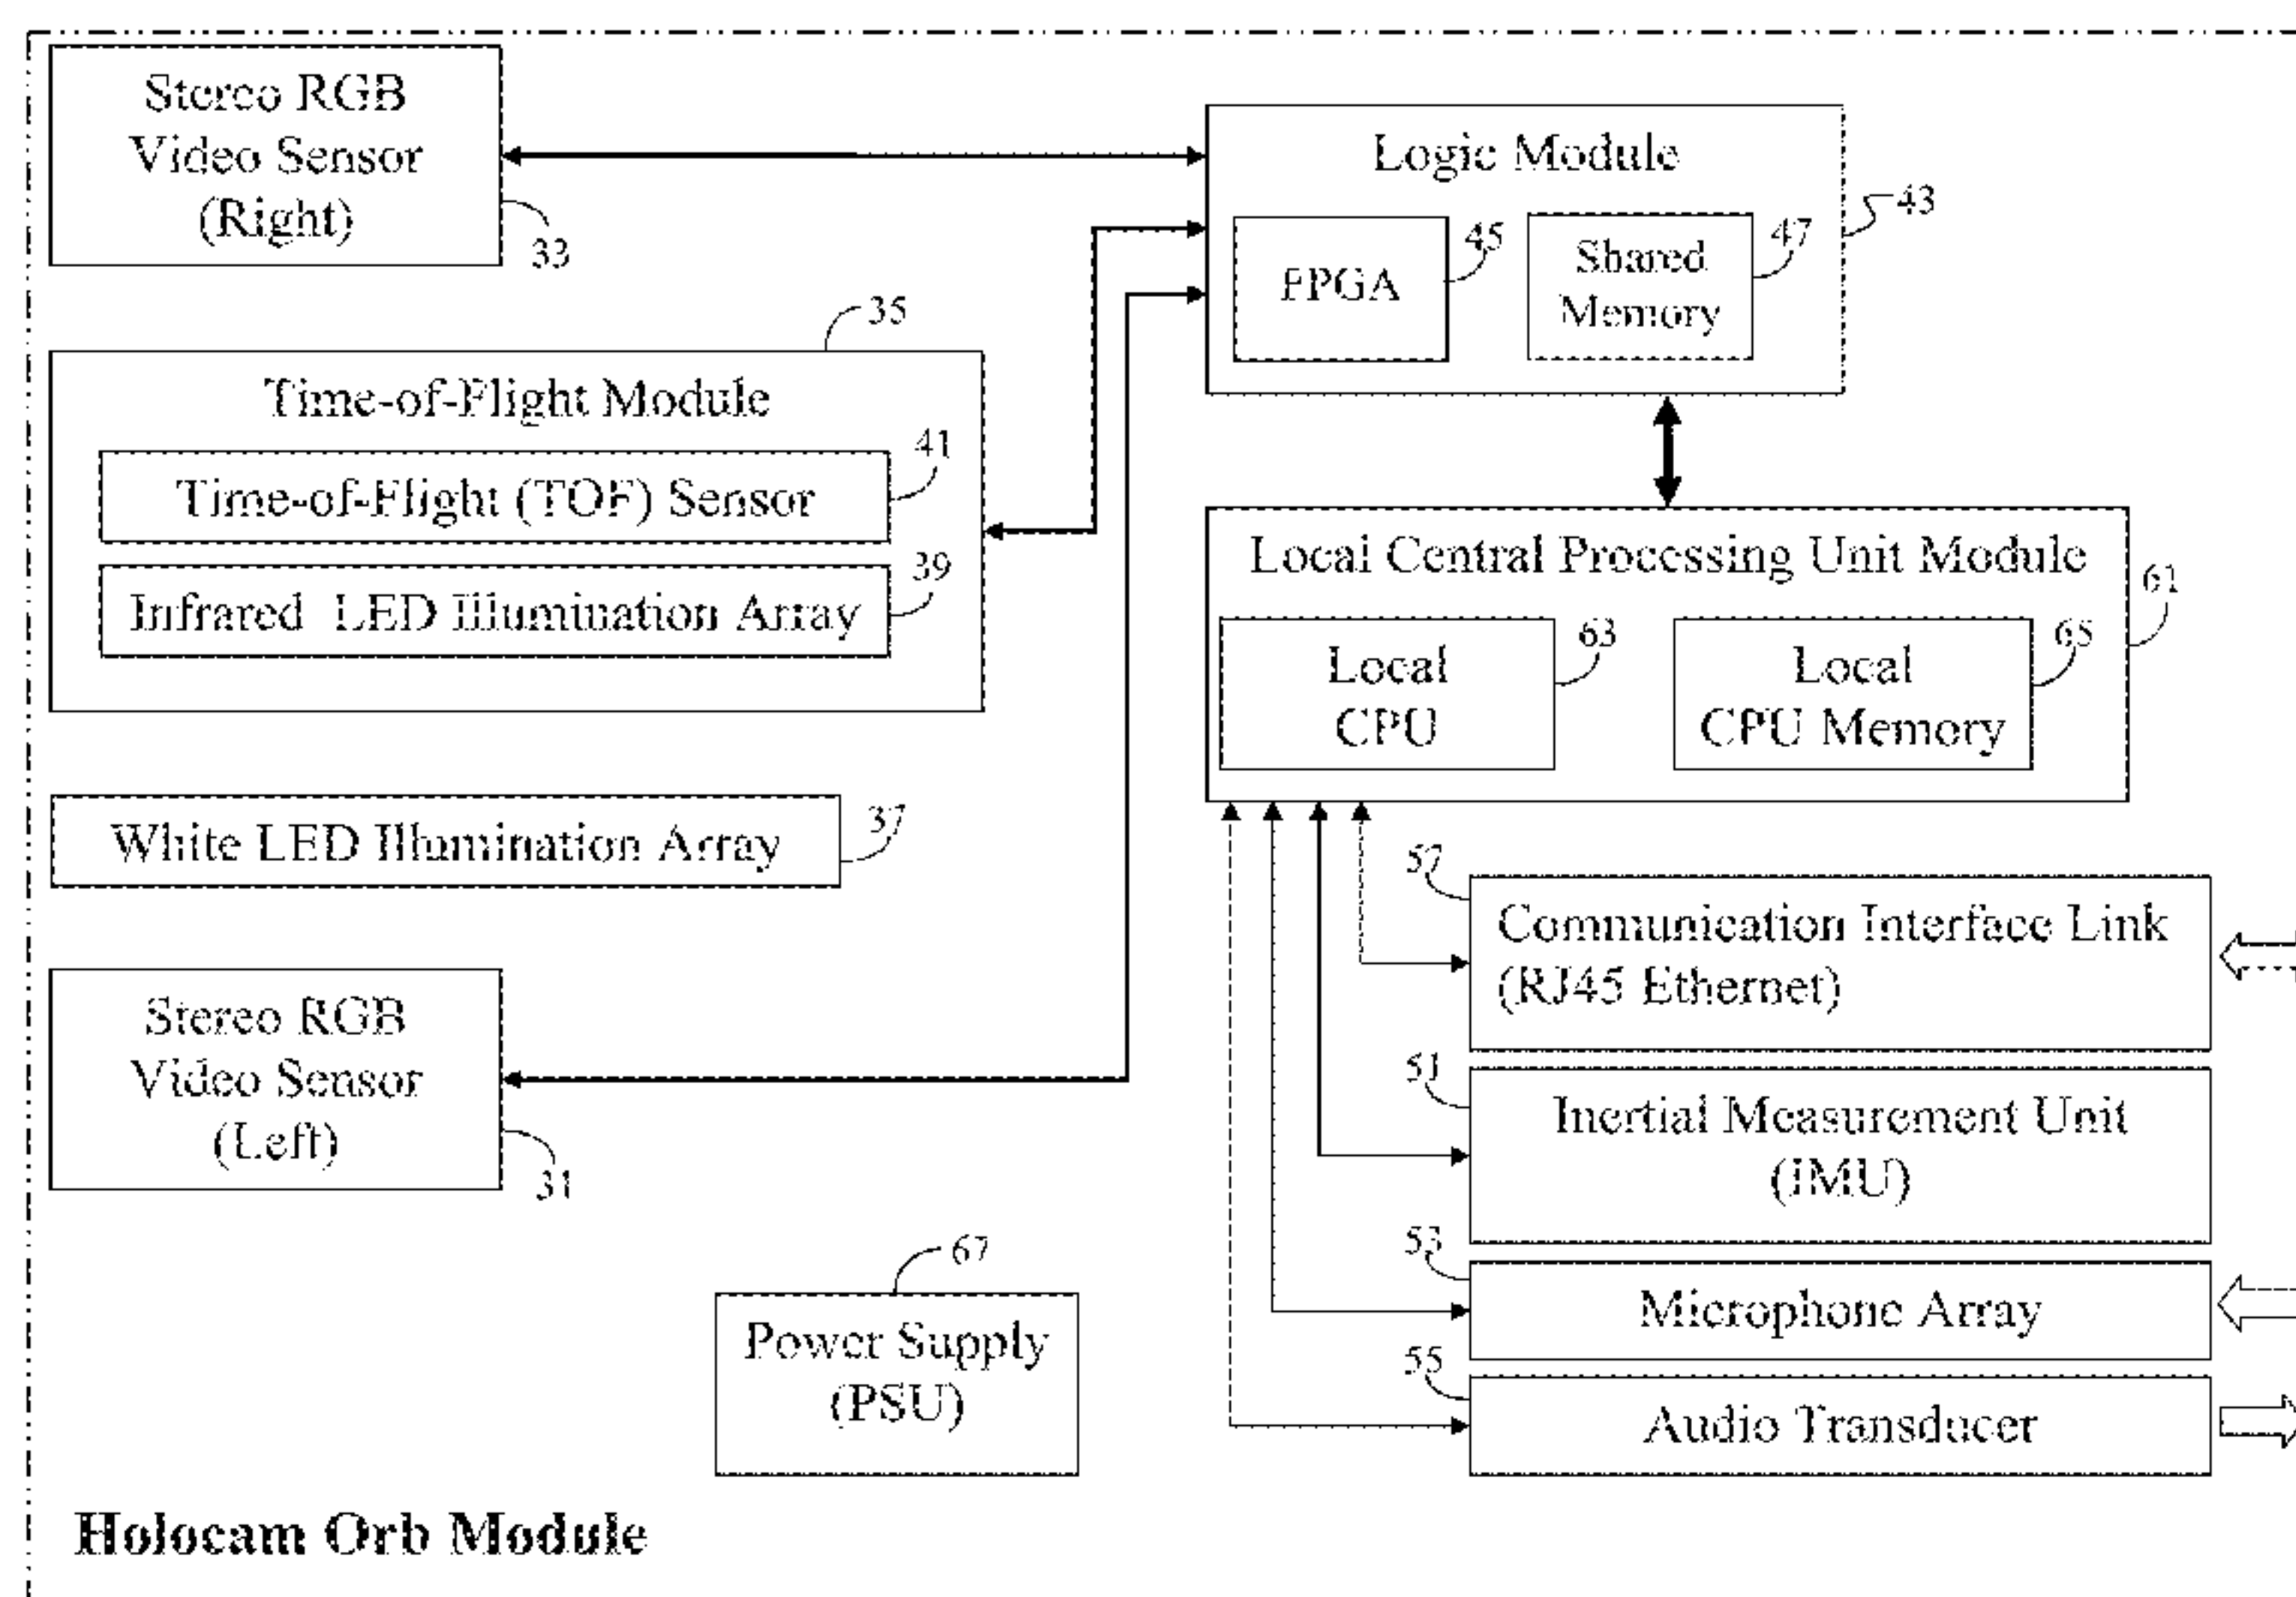 Stereo RGB
Video Sensor
(Right)
33
Logic Module
43
FPGA
45
Shared
Memory
47
35
Time-of-Flight Module
Time-of-Flight (TOF) Sensor
41
Infrared LED Illumination Array
39
Local Central Processing Unit Module
61
Local
CPU
63
Local
CPU Memory
65
White LED Illumination Array
37
57
Communication Interface Link
(RJ45 Ethernet)
Stereo RGB
Video Sensor
(Left)
31
51
Inertial Measurement Unit
(IMU)
53
Microphone Array
55
Audio Transducer
67
Power Supply
(PSU)
Holocam Orb Module